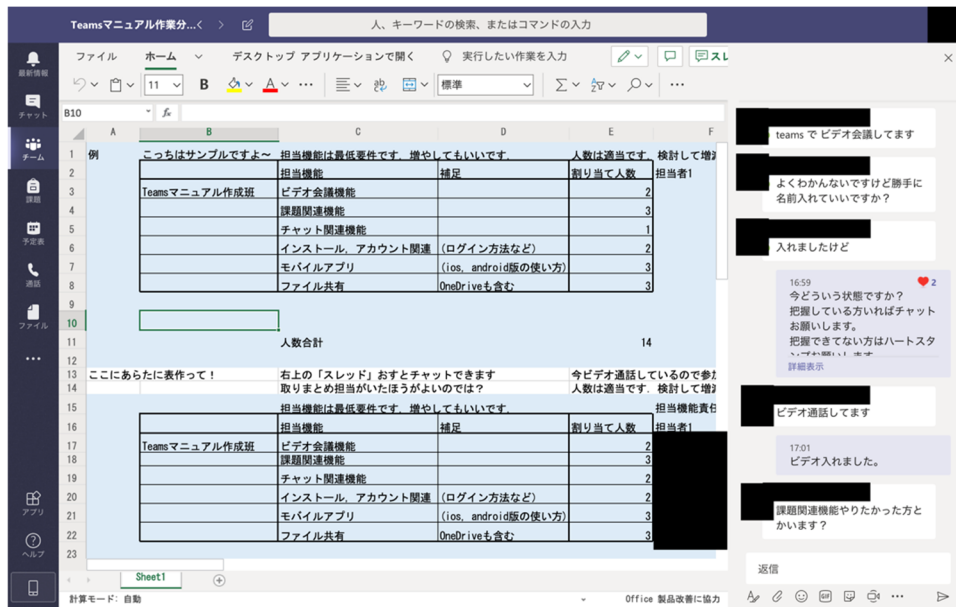 Teamsマニュアル作業分...
人、キーワードの検索、またはコマンドの入力
最新情報
チャット
チーム
課題
予定表
通話
ファイル
アプリ
ヘルプ
ファイル ホーム デスクトップ アプリケーションで開く 実行したい作業を入力 スレ
11 B A ... ab 標準 ...
B10 fx
A B C D E F
1 例 こっちはサンプルですよ~ 担当機能は最低要件です。増やしてもいいです。 人数は適当です。検討して増減
2 担当機能 補足 割り当て人数 担当者1
3 Teamsマニュアル作成班 ビデオ会議機能 2
4 課題関連機能 3
5 チャット関連機能 1
6 インストール, アカウント関連 (ログイン方法など) 2
7 モバイルアプリ (ios, android版の使い方) 3
8 ファイル共有 OneDriveも含む 3
9
10
11 人数合計 14
12
13 ここにあらたに表作って! 右上の「スレッド」おすとチャットできます 今ビデオ通話しているので参加
14 取りまとめ担当がいたほうがよいのでは? 人数は適当です。検討して増減
15 担当機能は最低要件です。増やしてもいいです。 担当機能責任
16 担当機能 補足 割り当て人数 担当者1
17 Teamsマニュアル作成班 ビデオ会議機能 2
18 課題関連機能 3
19 チャット関連機能 2
20 インストール, アカウント関連 (ログイン方法など) 2
21 モバイルアプリ (ios, android版の使い方) 3
22 ファイル共有 OneDriveも含む 3
23
Sheet1
計算モード: 自動 Office 製品改善に協力
teams で ビデオ会議してます
よくわかんないですけど勝手に
名前入れていいですか?
入れましたけど
16:59 2
今どういう状態ですか?
把握している方いればチャット
お願いします。
把握できてない方はハートスタ
ンプお願いします
詳細表示
ビデオ通話してます
17:01
ビデオ入れました。
課題関連機能やりたかった方と
かいます?
返信
GIF